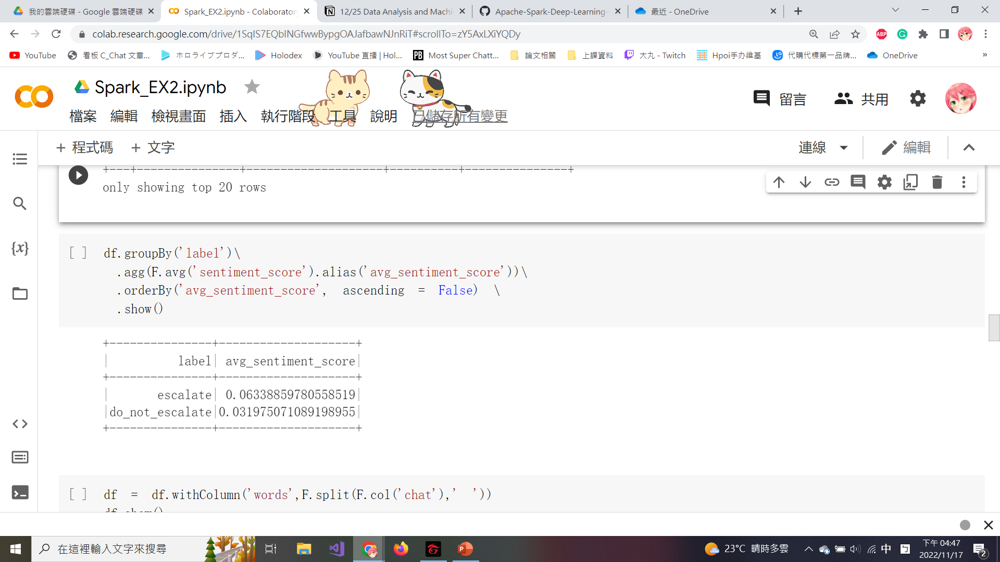 我的雲端硬碟 - Google 雲端硬碟
Spark_EX2.ipynb - Colaboratory
12/25 Data Analysis and Machi
Apache-Spark-Deep-Learning-
最近 - OneDrive
colab.research.google.com/drive/1SqIS7EQbINGfwwBypgOAJafbawNJnRiT#scrollTo=zY5AxLXiYQDy
ABP
YouTube
看板 C_Chat 文章...
ホロライブプロダ...
Holodex
YouTube 直播 | Hol...
PB
Most Super Chatt...
論文相關
上課資料
大丸 - Twitch
Hpoi手办维基
代購代標第一品牌...
OneDrive
»
Spark_EX2.ipynb
留言
共用
檔案 編輯 檢視畫面 插入 執行階段 工具 說明 已儲存所有變更
+ 程式碼 + 文字
連線
編輯
+---+---------------+--------------------+----------+---------------+
only showing top 20 rows
[ ] df.groupBy('label')\
.agg(F.avg('sentiment_score').alias('avg_sentiment_score'))\
.orderBy('avg_sentiment_score', ascending = False) \
.show()
+---------------+--------------------+
|          label| avg_sentiment_score|
+---------------+--------------------+
|       escalate| 0.06338859780558519|
|do_not_escalate|0.031975071089198955|
+---------------+--------------------+
{x}
[ ] df = df.withColumn('words',F.split(F.col('chat'),' '))
df.show()
在這裡輸入文字來搜尋
23°C 晴時多雲
中
下午 04:47
2022/11/17
2